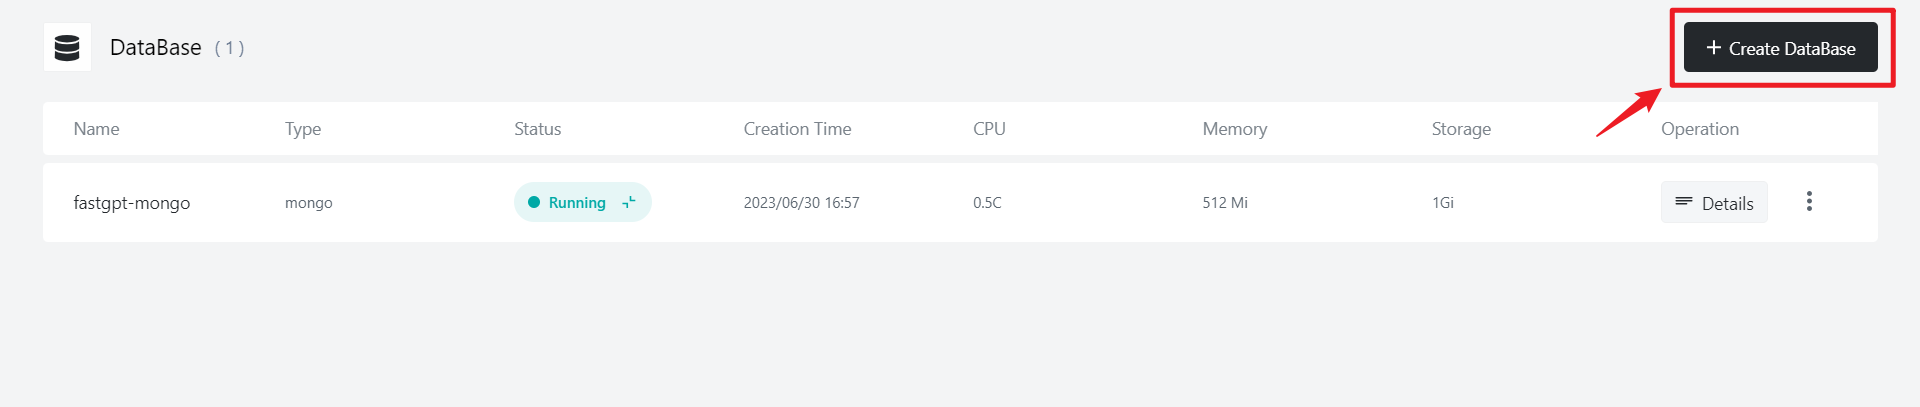 DataBase ( 1 )
+ Create DataBase
Name Type Status Creation Time CPU Memory Storage Operation
fastgpt-mongo mongo Running 2023/06/30 16:57 0.5C 512 Mi 1Gi Details